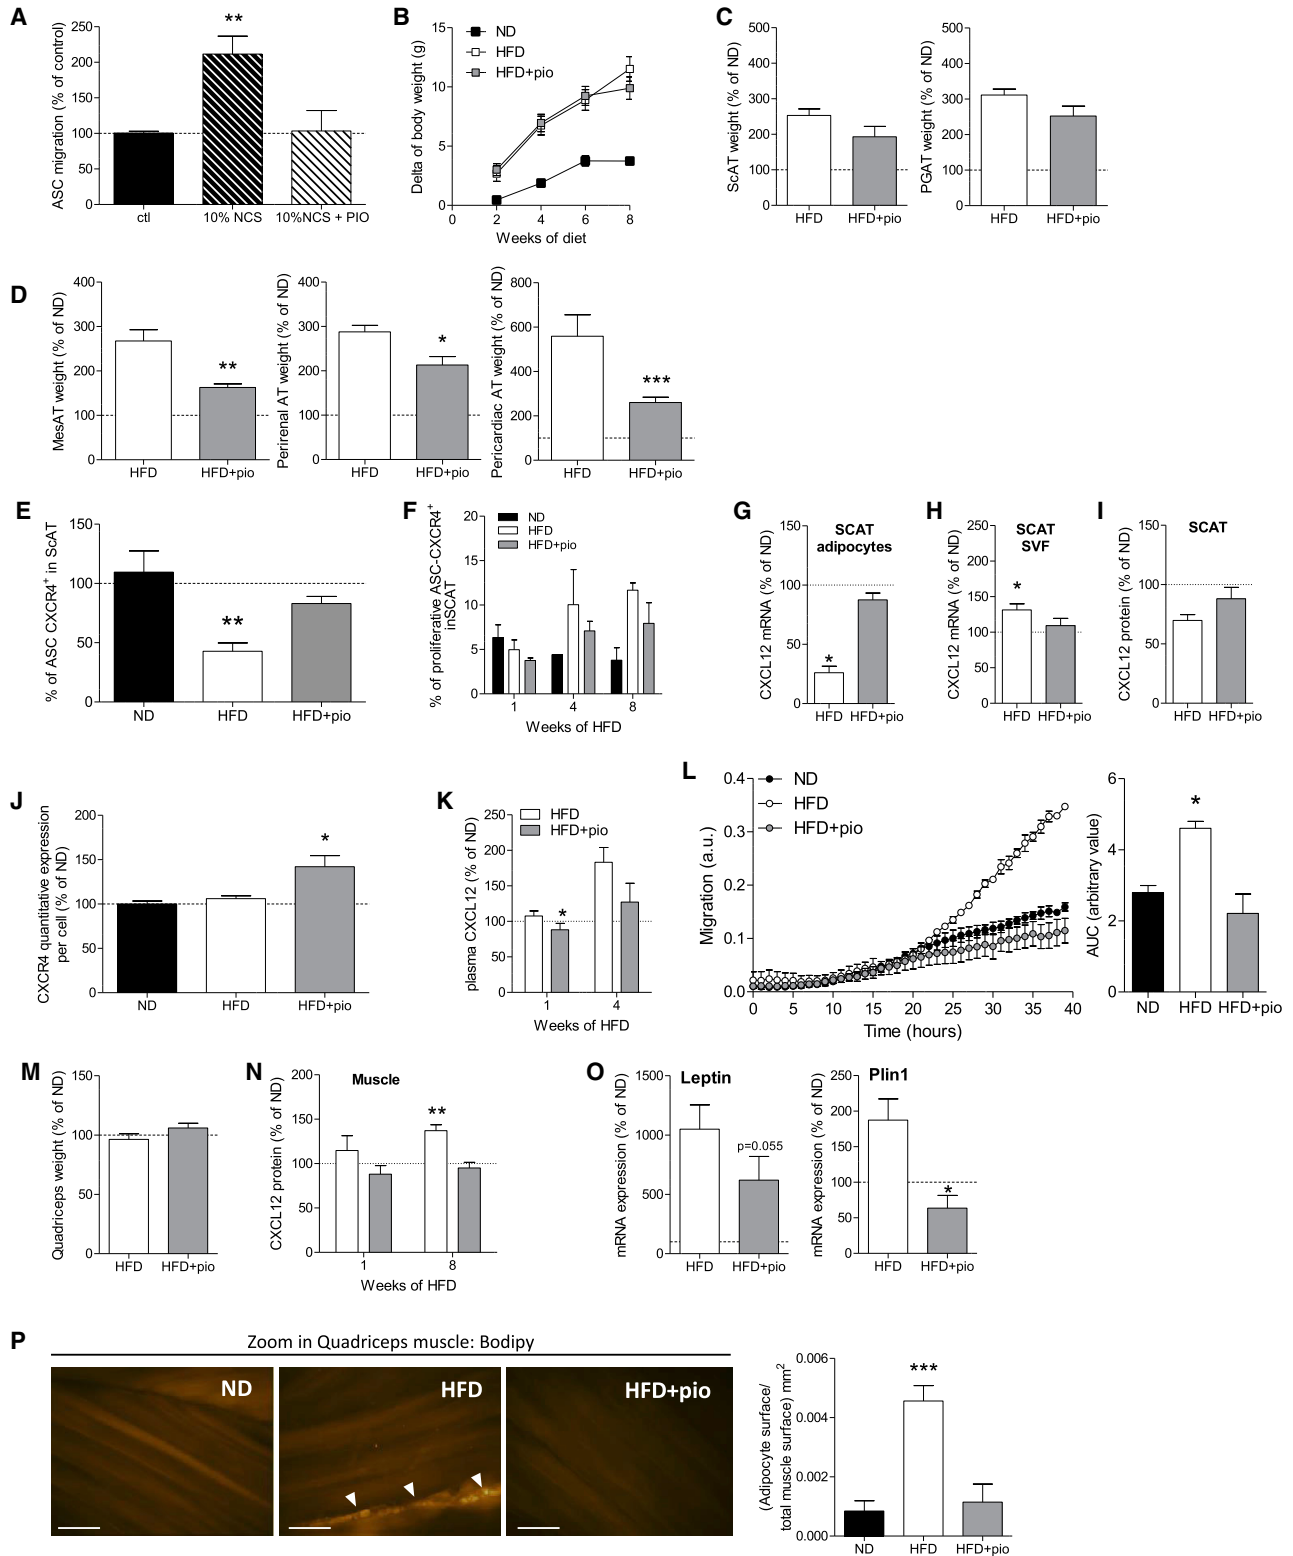 A
ASC migration (% of control)
250
200
150
100
50
0
**
ctl
10% NCS
10%NCS + PIO
B
Delta of body weight (g)
15
10
5
0
ND
HFD
HFD+pio
0
2
4
6
8
Weeks of diet
C
ScAT weight (% of ND)
500
400
300
200
100
0
HFD
HFD+pio
PGAT weight (% of ND)
500
400
300
200
100
0
HFD
HFD+pio
D
MesAT weight (% of ND)
400
300
200
100
0
**
HFD
HFD+pio
Perirenal AT weight (% of ND)
400
300
200
100
0
*
HFD
HFD+pio
Pericardiac AT weight (% of ND)
800
600
400
200
0
***
HFD
HFD+pio
E
% of ASC CXCR4+ in ScAT
150
100
50
0
**
ND
HFD
HFD+pio
F
% of proliferative ASC-CXCR4+
inSCAT
20
15
10
5
0
ND
HFD
HFD+pio
1
4
8
Weeks of HFD
G
CXCL12 mRNA (% of ND)
150
100
50
0
SCAT
adipocytes
*
HFD
HFD+pio
H
CXCL12 mRNA (% of ND)
250
200
150
100
50
0
SCAT
SVF
*
HFD
HFD+pio
I
CXCL12 protein (% of ND)
150
100
50
0
SCAT
HFD
HFD+pio
J
CXCR4 quantitative expression
per cell (% of ND)
200
150
100
50
0
*
ND
HFD
HFD+pio
K
plasma CXCL12 (% of ND)
250
200
150
100
50
0
HFD
HFD+pio
*
1
4
Weeks of HFD
L
Migration (a.u.)
0.4
0.3
0.2
0.1
0.0
ND
HFD
HFD+pio
0
5
10
15
20
25
30
35
40
Time (hours)
AUC (arbitrary value)
6
4
2
0
*
ND
HFD
HFD+pio
M
Quadriceps weight (% of ND)
150
100
50
0
HFD
HFD+pio
N
CXCL12 protein (% of ND)
200
150
100
50
0
Muscle
**
1
8
Weeks of HFD
O
mRNA expression (% of ND)
1500
1000
500
0
Leptin
p=0.055
HFD
HFD+pio
mRNA expression (% of ND)
250
200
150
100
50
0
Plin1
*
HFD
HFD+pio
P
Zoom in Quadriceps muscle: Bodipy
ND
HFD
HFD+pio
(Adipocyte surface/
total muscle surface) mm2
0.006
0.004
0.002
0.000
***
ND
HFD
HFD+pio